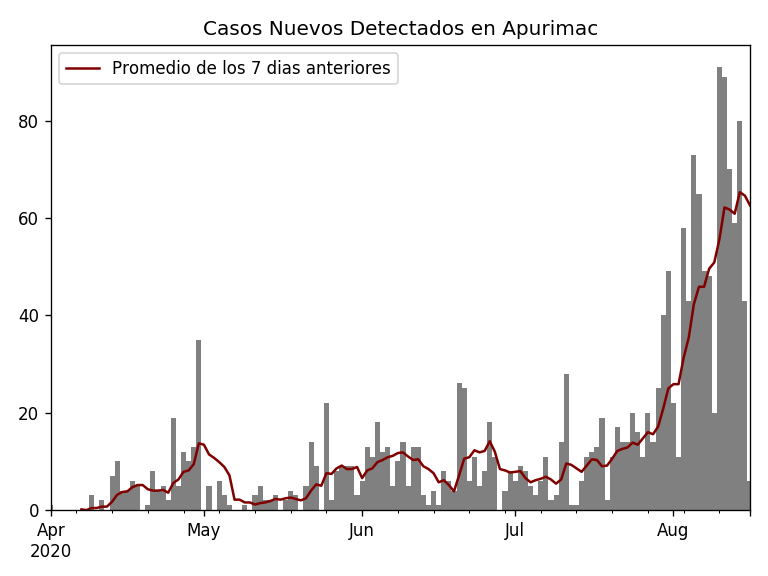 Casos Nuevos Detectados en Apurimac
Promedio de los 7 dias anteriores
80
60
40
20
0
Apr May Jun Jul Aug
2020